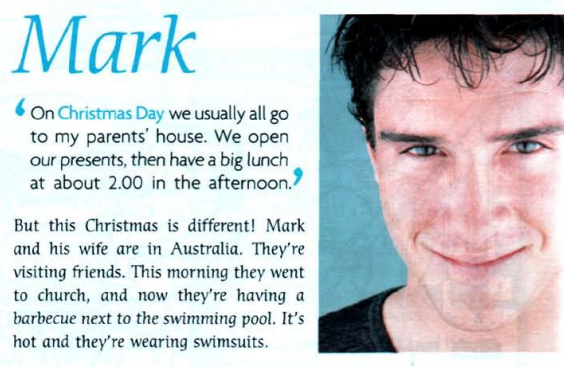 Mark
‘On Christmas Day we usually all go
to my parents’ house. We open
our presents, then have a big lunch
at about 2.00 in the afternoon.’
But this Christmas is different! Mark
and his wife are in Australia. They’re
visiting friends. This morning they went
to church, and now they’re having a
barbecue next to the swimming pool. It’s
hot and they’re wearing swimsuits.